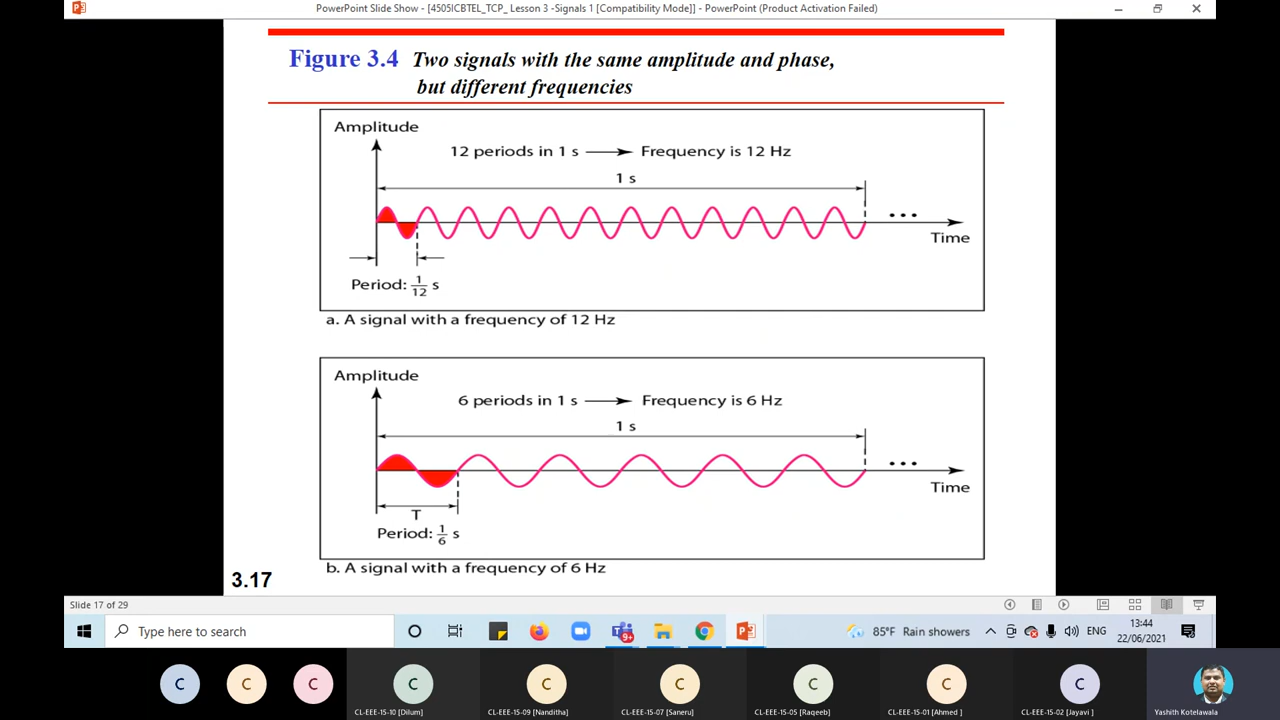 PowerPoint Slide Show - [4505ICBTEL_TCP_ Lesson 3 -Signals 1 [Compatibility Mode]] - PowerPoint (Product Activation Failed)
Figure 3.4 Two signals with the same amplitude and phase,
but different frequencies
Amplitude
12 periods in 1 s Frequency is 12 Hz
1 s
...
Time
Period: 1/12 s
a. A signal with a frequency of 12 Hz
Amplitude
6 periods in 1 s Frequency is 6 Hz
1 s
...
Time
T
Period: 1/6 s
b. A signal with a frequency of 6 Hz
3.17
Slide 17 of 29
Type here to search
9+
85°F Rain showers
ENG
13:44
22/06/2021
C C C C C C C C C
CL-EEE-15-10 [Dilum] CL-EEE-15-09 [Nanditha] CL-EEE-15-07 [Saneru] CL-EEE-15-05 [Raqeeb] CL-EEE-15-01 [Ahmed ] CL-EEE-15-02 [Jayavi ] Yashith Kotelawala